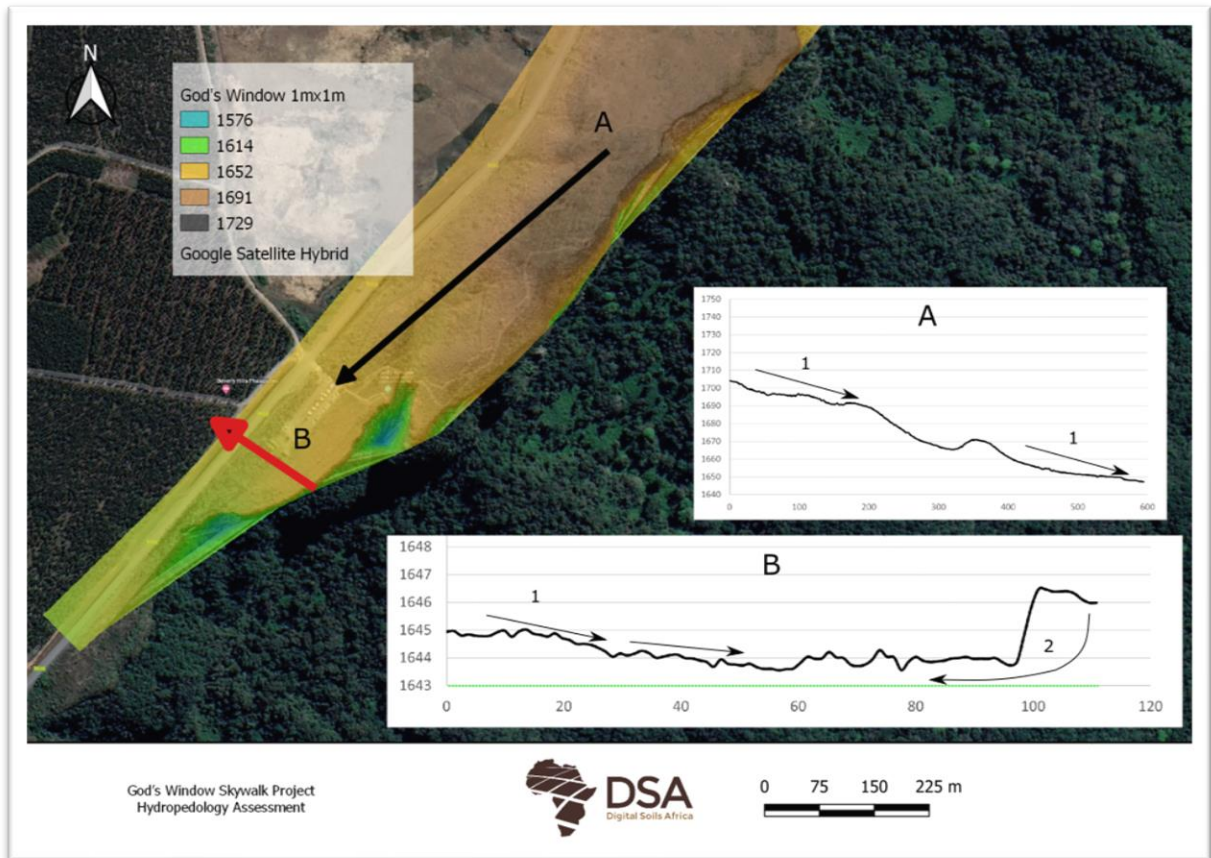 N
God's Window 1mx1m
1576
1614
1652
1691
1729
Google Satellite Hybrid
A
B
A
1750
1740
1730
1720
1710
1700
1690
1680
1670
1660
1650
1640
1
1
0 100 200 300 400 500 600
B
1648
1647
1646
1645
1644
1643
1
2
0 20 40 60 80 100 120
God's Window Skywalk Project
Hydropedology Assessment
DSA
Digital Soils Africa
0 75 150 225 m